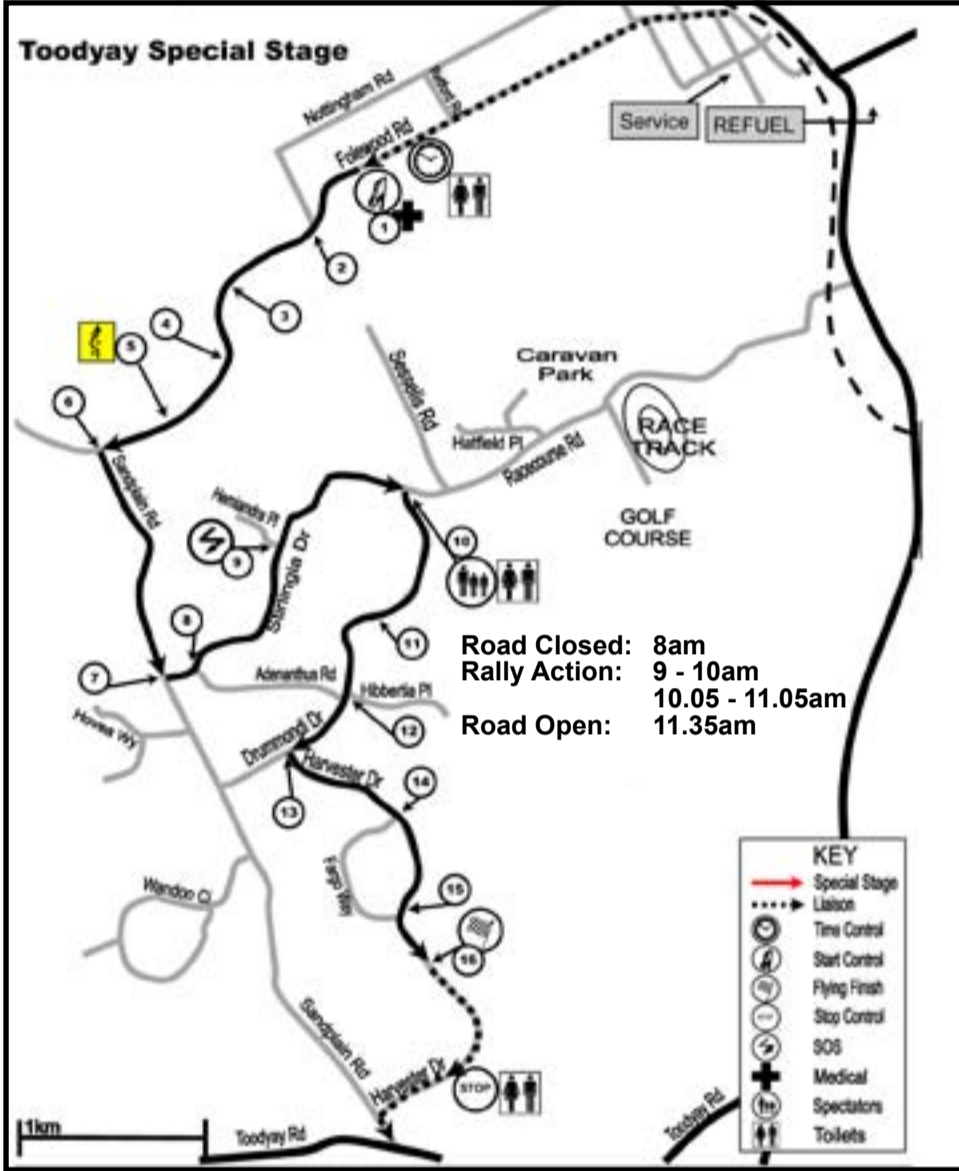 Toodyay Special Stage
Nottingham Rd
Folewood Rd
Service
REFUEL
1
2
3
4
5
6
Sesselis Rd
Caravan
Park
Hatfield Pl
Racecourse Rd
RACE
TRACK
GOLF
COURSE
Sandplain Rd
Stirlingia Dr
9
10
8
11
7
Adenanthus Rd
Hibbertia Pl
12
Hovea Wy
Drummond Dr
Harvester Dr
13
14
Road Closed: 8am
Rally Action: 9 - 10am
10.05 - 11.05am
Road Open: 11.35am
Wandoo Cl
15
16
Sandplain Rd
Harvester Dr
STOP
1km
Toodyay Rd
Toodyay Rd
KEY
Special Stage
Liaison
Time Control
Start Control
Flying Finish
Stop Control
SOS
Medical
Spectators
Toilets